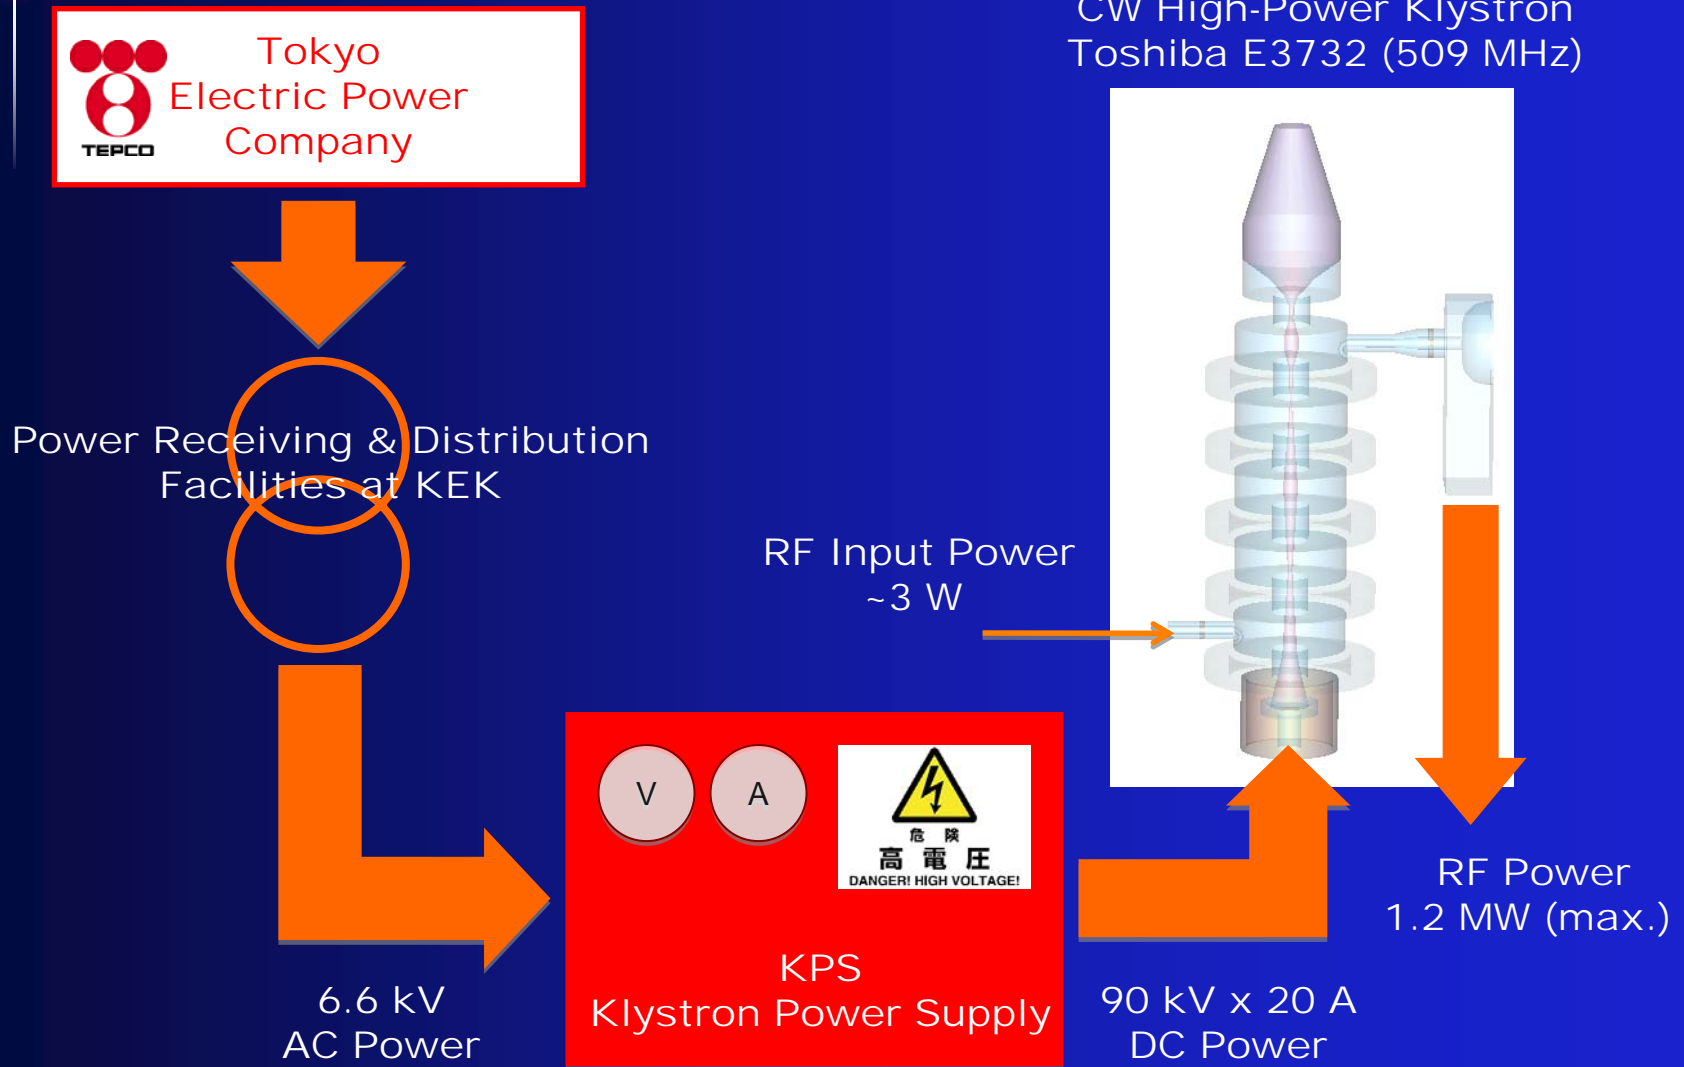 CW High-Power Klystron
Toshiba E3732 (509 MHz)
Tokyo
Electric Power
Company
TEPCO
Power Receiving & Distribution
Facilities at KEK
RF Input Power
~3 W
V
A
危 険
高 電 圧
DANGER! HIGH VOLTAGE!
KPS
Klystron Power Supply
6.6 kV
AC Power
90 kV x 20 A
DC Power
RF Power
1.2 MW (max.)